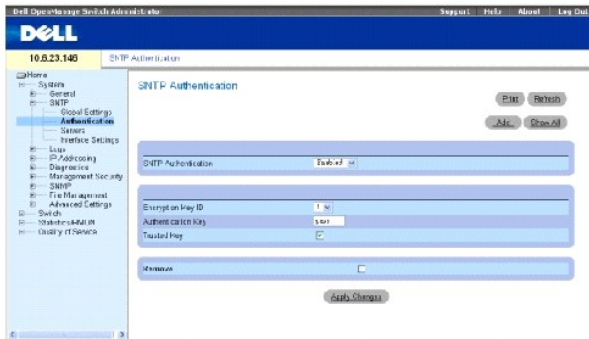 Dell OpenManage Switch Administrator
Support Help About Log Out
DELL
10.6.23.146
SNTP Authentication
Home
System
General
SNTP
Global Settings
Authentication
Servers
Interface Settings
Logs
IP Addressing
Diagnostics
Management Security
SNMP
File Management
Advanced Settings
Switch
Statistics/RMON
Quality of Service
SNTP Authentication
Print Refresh
Add Show All
SNTP Authentication Enabled
Encryption Key ID 1
Authentication Key
Trusted Key
Remove
Apply Changes